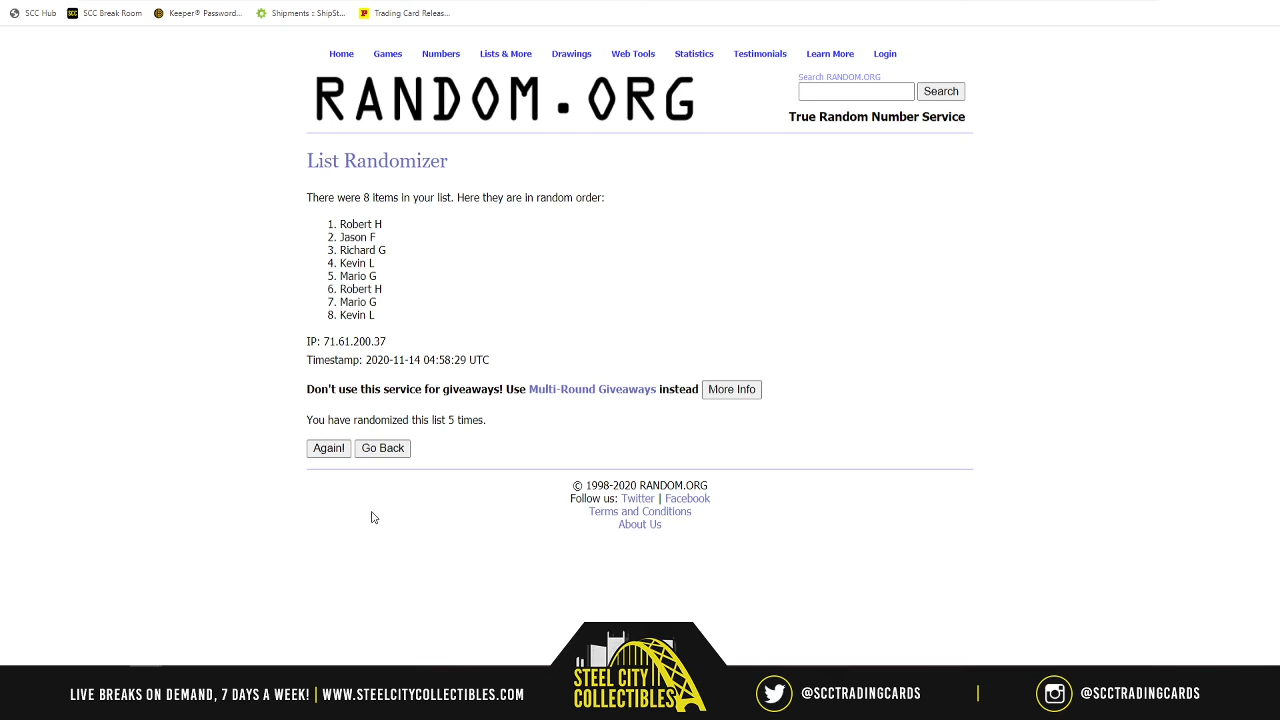 SCC Hub SCC Break Room Keeper® Password... Shipments :: ShipSt... Trading Card Releas...
Home Games Numbers Lists & More Drawings Web Tools Statistics Testimonials Learn More Login
RANDOM.ORG
Search RANDOM.ORG
Search
True Random Number Service
List Randomizer
There were 8 items in your list. Here they are in random order:
1. Robert H
2. Jason F
3. Richard G
4. Kevin L
5. Mario G
6. Robert H
7. Mario G
8. Kevin L
IP: 71.61.200.37
Timestamp: 2020-11-14 04:58:29 UTC
Don't use this service for giveaways! Use Multi-Round Giveaways instead More Info
You have randomized this list 5 times.
Again! Go Back
© 1998-2020 RANDOM.ORG
Follow us: Twitter | Facebook
Terms and Conditions
About Us
LIVE BREAKS ON DEMAND, 7 DAYS A WEEK! | WWW.STEELCITYCOLLECTIBLES.COM
STEEL CITY
COLLECTIBLES
@SCCTRADINGCARDS | @SCCTRADINGCARDS